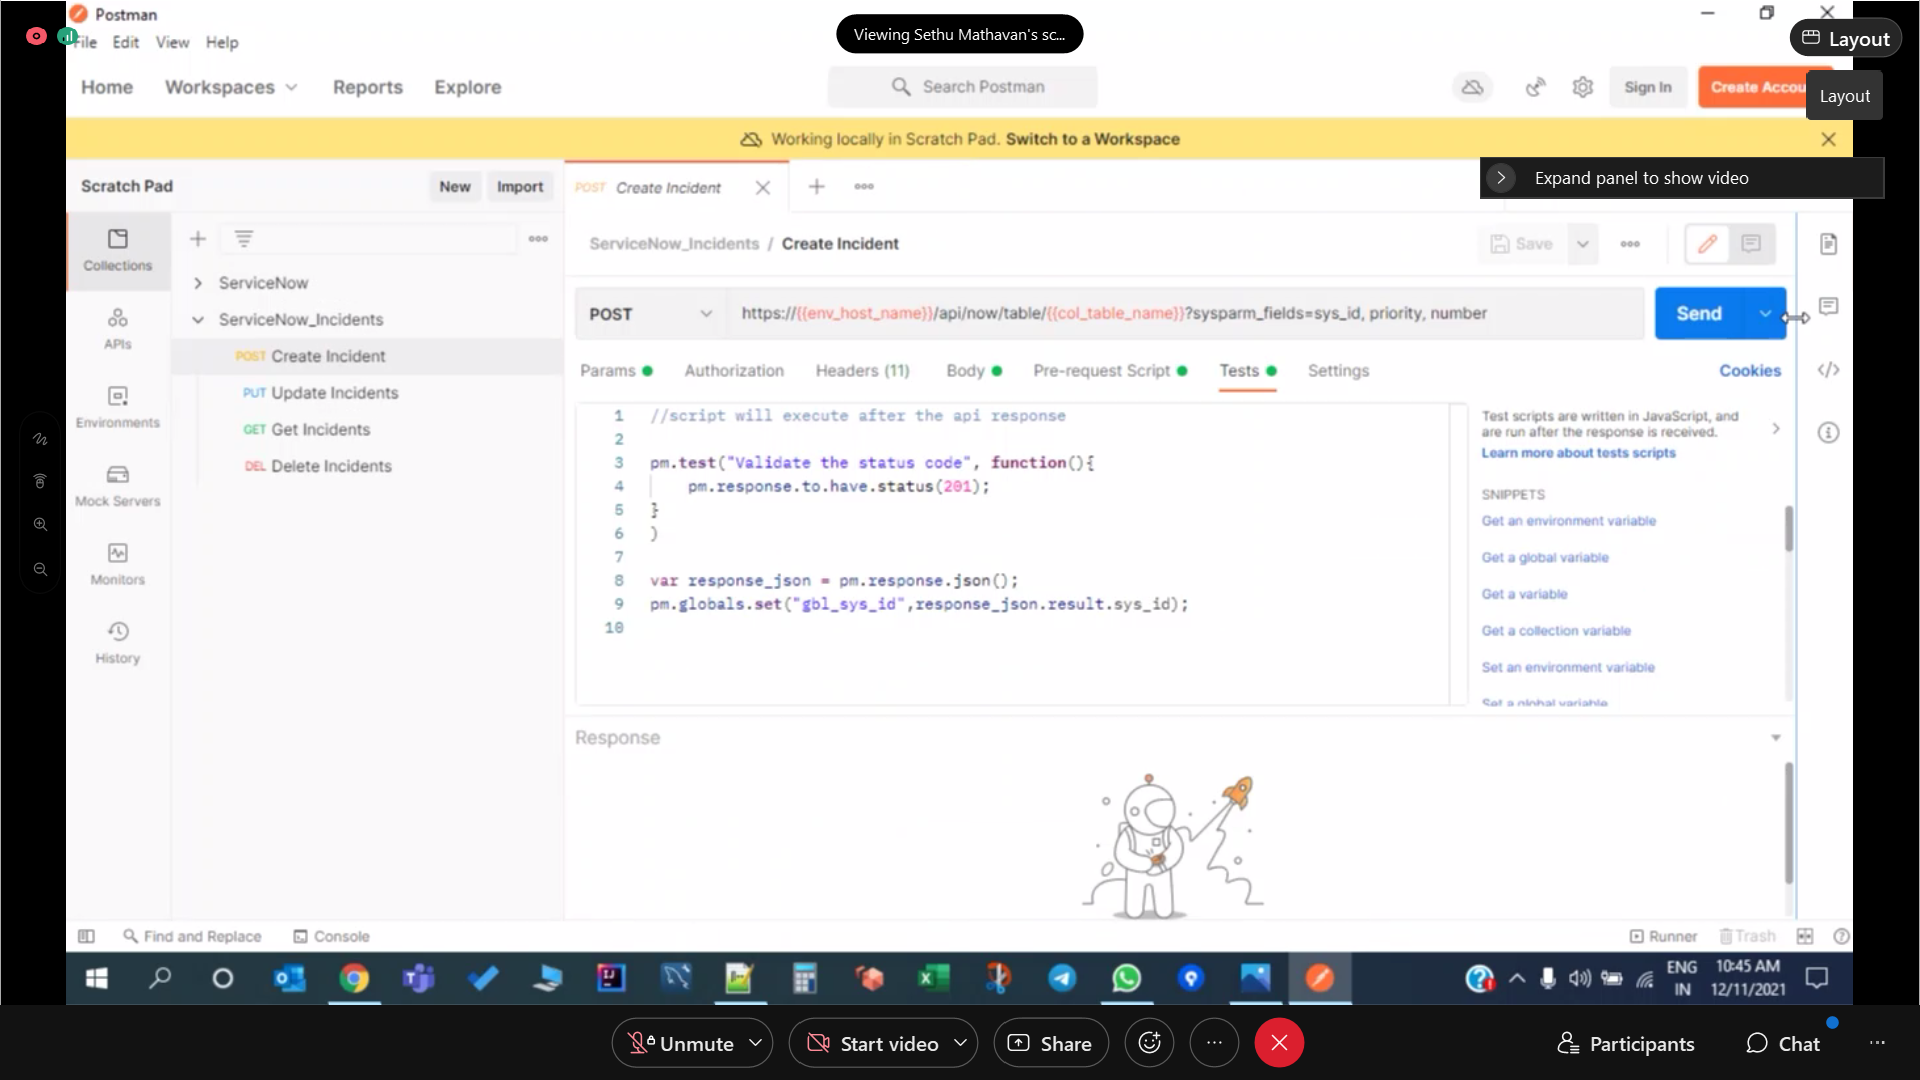 Postman
File Edit View Help
Viewing Sethu Mathavan's sc...
Layout
Home Workspaces Reports Explore
Search Postman
Sign In
Create Accou
Layout
Working locally in Scratch Pad. Switch to a Workspace
Expand panel to show video
Scratch Pad
New
Import
POST Create Incident
ServiceNow_Incidents / Create Incident
Save
Collections
APIs
Environments
Mock Servers
Monitors
History
ServiceNow
ServiceNow_Incidents
POST Create Incident
PUT Update Incidents
GET Get Incidents
DEL Delete Incidents
POST
https://{{env_host_name}}/api/now/table/{{col_table_name}}?sysparm_fields=sys_id, priority, number
Send
Params Authorization Headers (11) Body Pre-request Script Tests Settings
Cookies
1 //script will execute after the api response
2
3 pm.test("Validate the status code", function(){
4 pm.response.to.have.status(201);
5 }
6 )
7
8 var response_json = pm.response.json();
9 pm.globals.set("gbl_sys_id",response_json.result.sys_id);
10
Test scripts are written in JavaScript, and
are run after the response is received.
Learn more about tests scripts
SNIPPETS
Get an environment variable
Get a global variable
Get a variable
Get a collection variable
Set an environment variable
Set a global variable
Response
Find and Replace
Console
Runner
Trash
ENG
IN
10:45 AM
12/11/2021
Unmute
Start video
Share
Participants
Chat